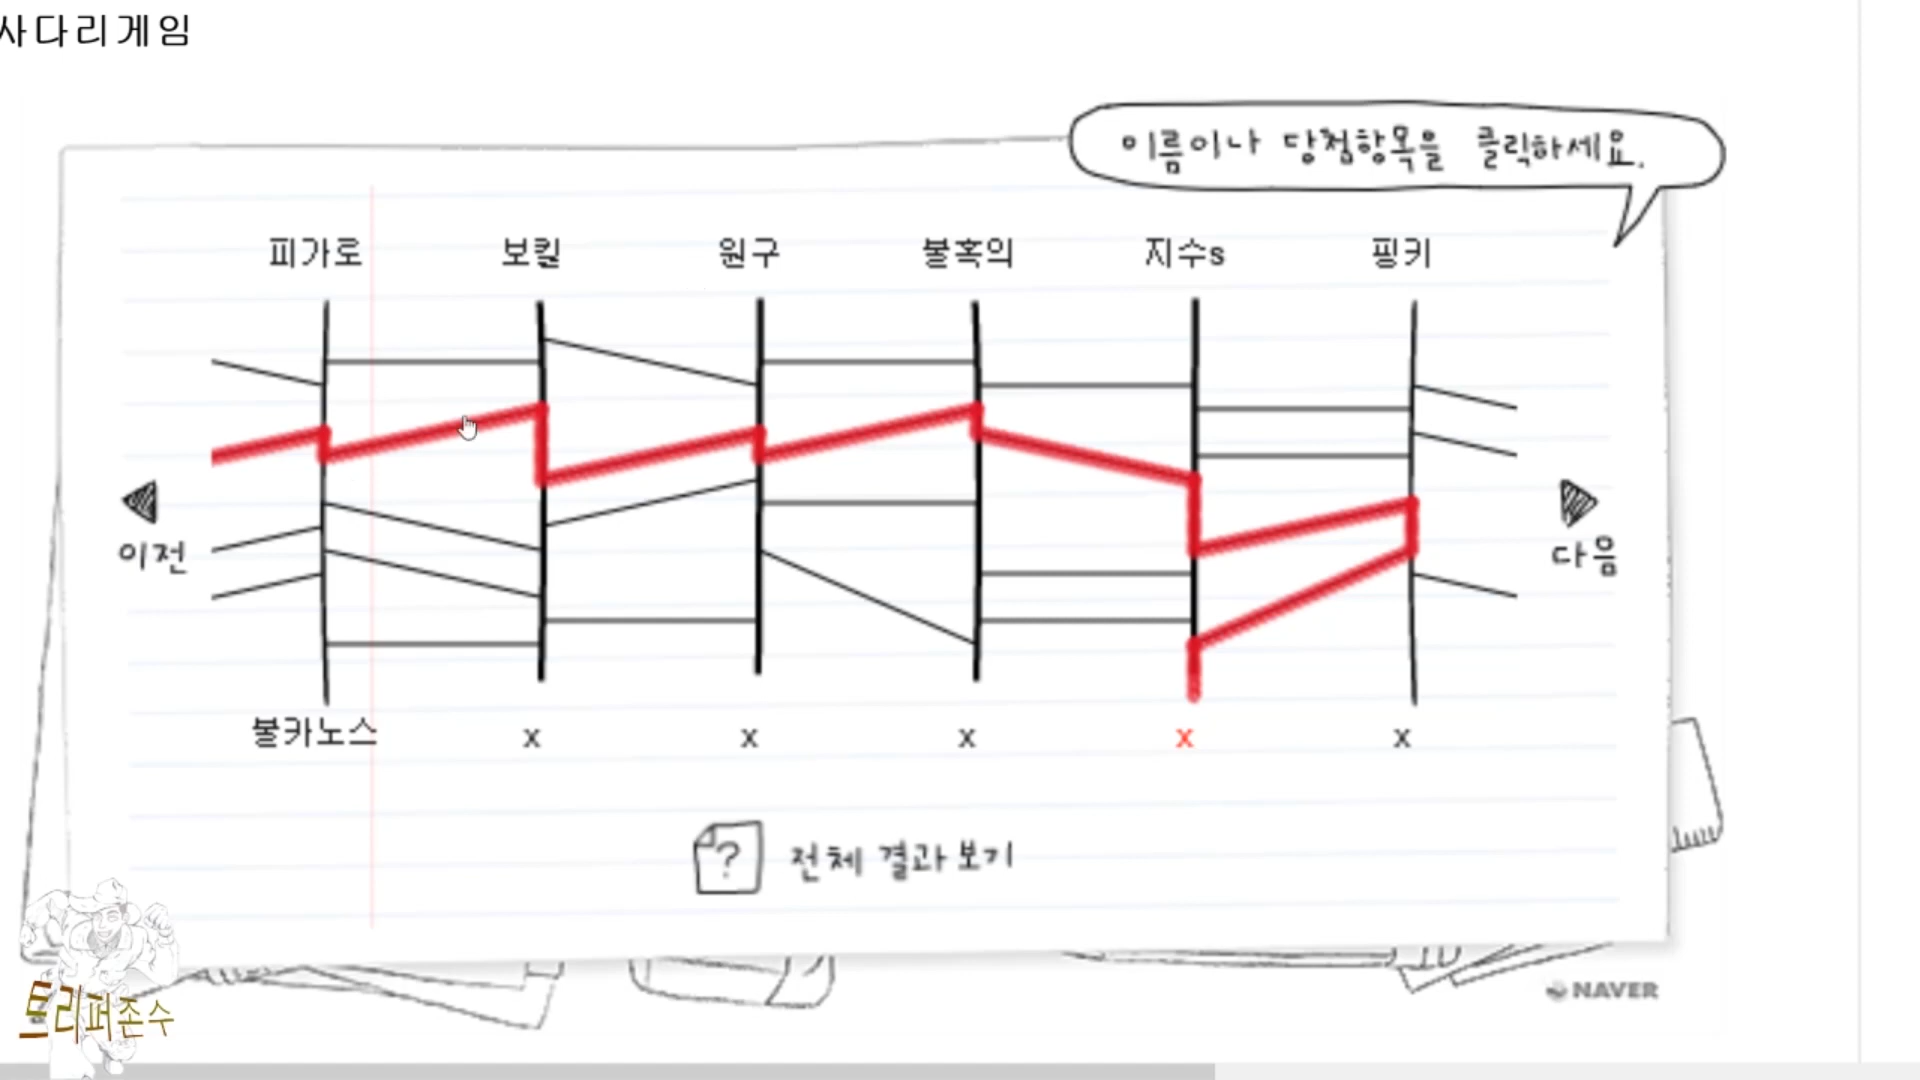 사다리게임
이름이나 당첨항목을 클릭하세요.
피가로 보킬 원구 불혹의 지수s 핑키
이전
다음
불카노스 x x x x x
? 전체 결과보기
NAVER
트리퍼존수